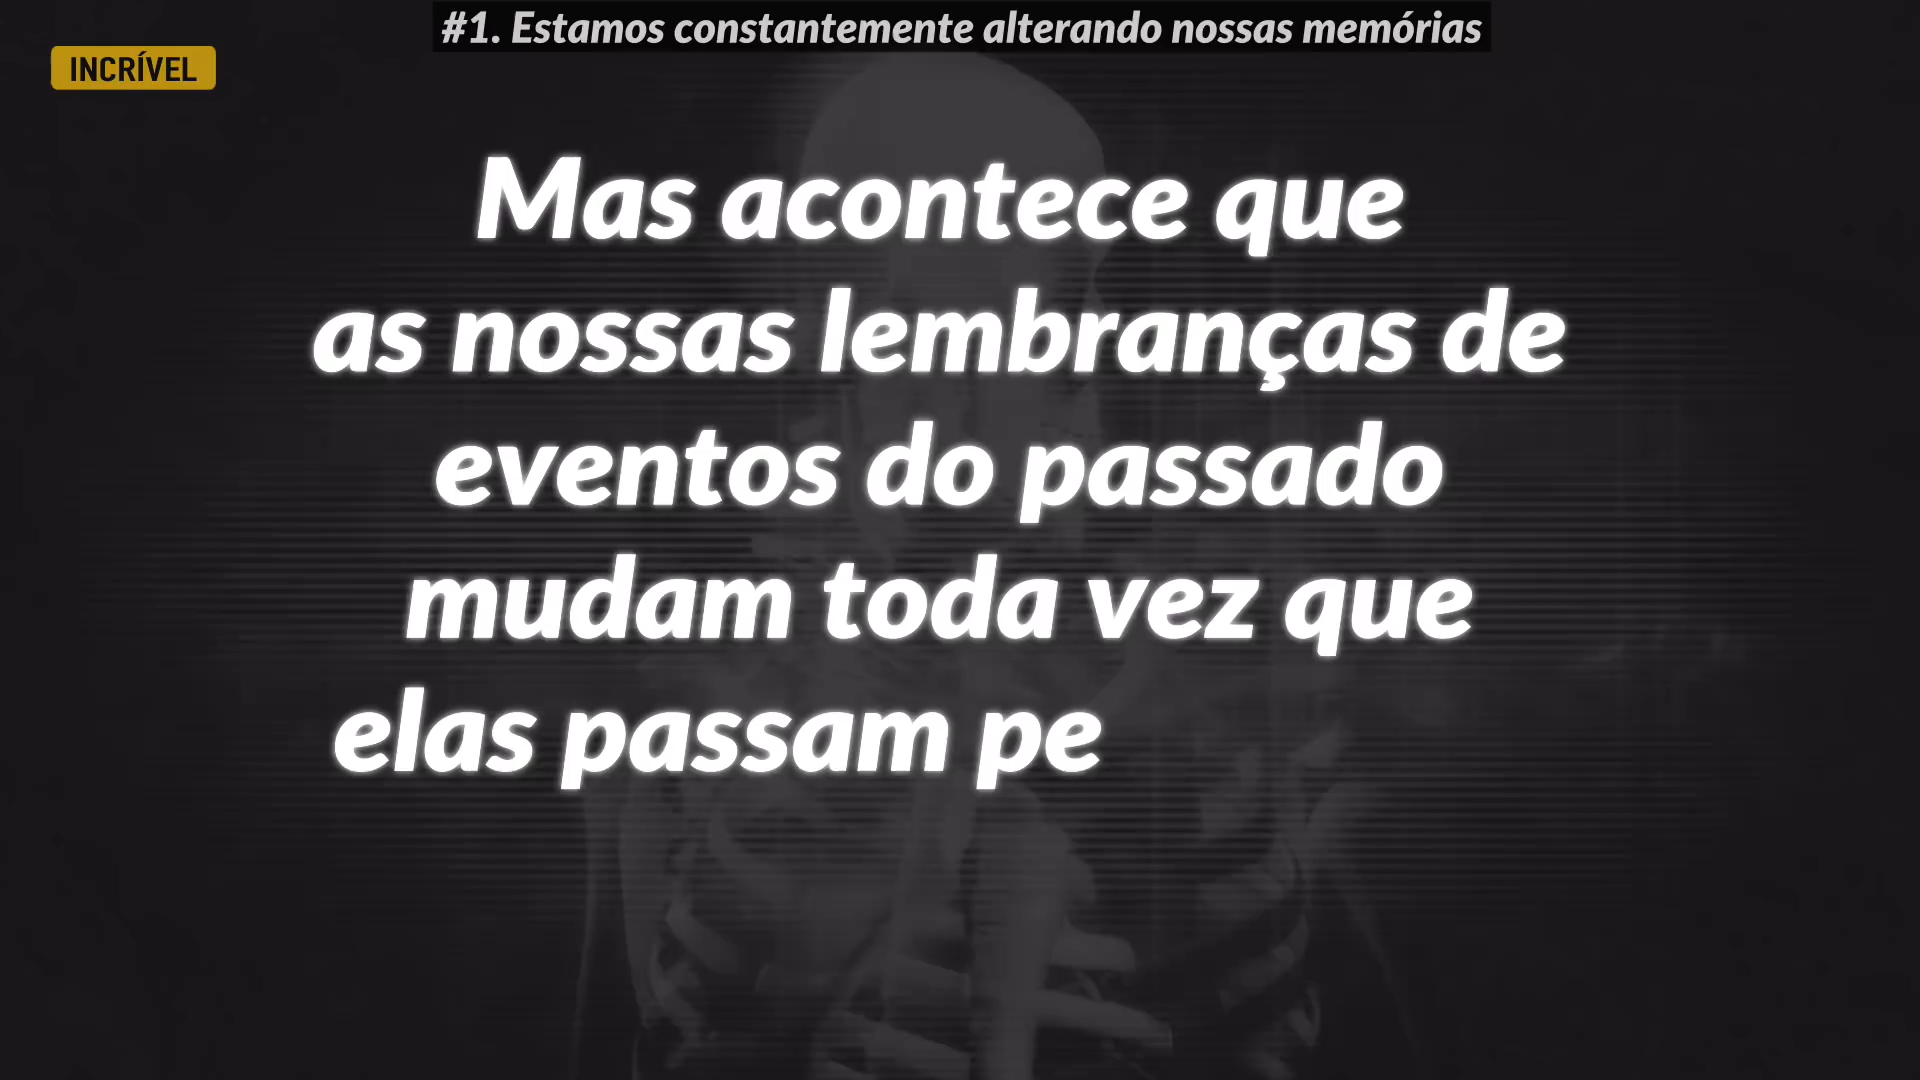 #1. Estamos constantemente alterando nossas memórias
INCRÍVEL
Mas acontece que
as nossas lembranças de
eventos do passado
mudam toda vez que
elas passam pe